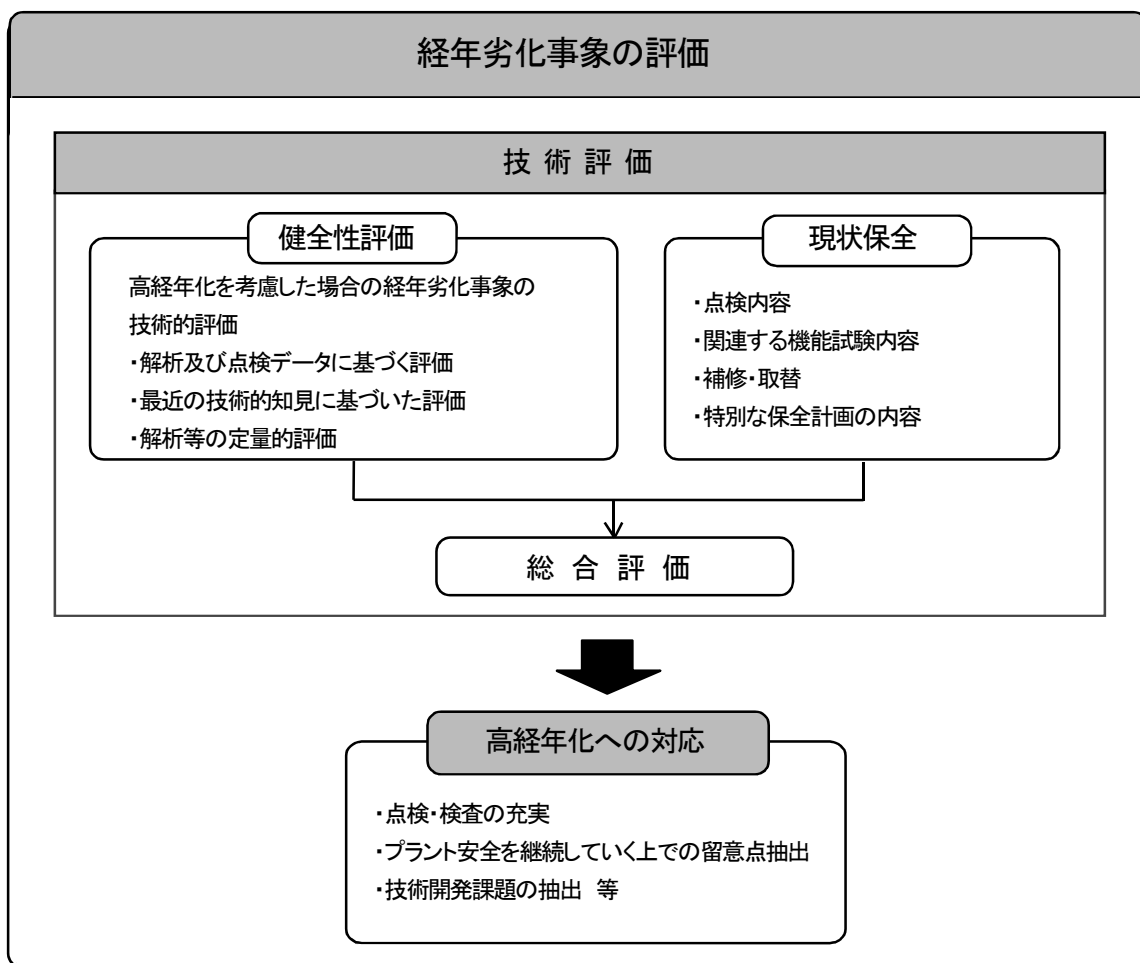 経年劣化事象の評価
技術評価
健全性評価
高経年化を考慮した場合の経年劣化事象の
技術的評価
・解析及び点検データに基づく評価
・最近の技術的知見に基づいた評価
・解析等の定量的評価
現状保全
・点検内容
・関連する機能試験内容
・補修・取替
・特別な保全計画の内容
総合評価
高経年化への対応
・点検・検査の充実
・プラント安全を継続していく上での留意点抽出
・技術開発課題の抽出 等